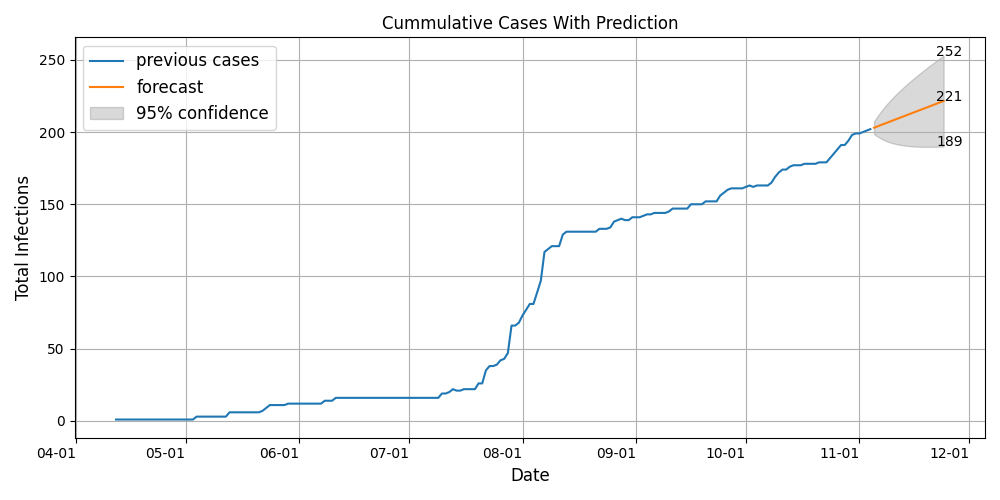 Cummulative Cases With Prediction
previous cases
forecast
95% confidence
252
221
189
250
200
150
100
50
0
Total Infections
04-01 05-01 06-01 07-01 08-01 09-01 10-01 11-01 12-01
Date